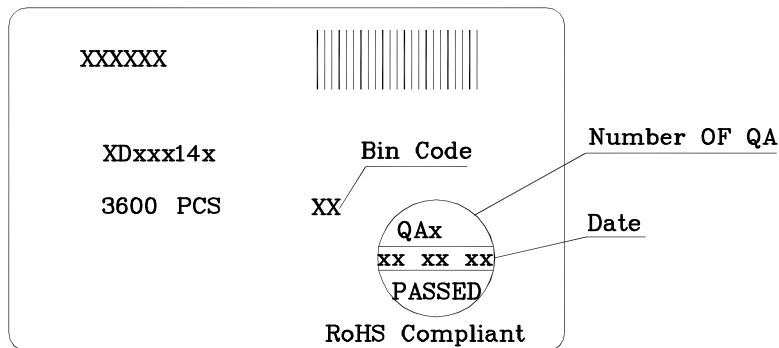 XXXXXX
XDxxx14x
3600 PCS
Bin Code
XX
Number OF QA
QAx
Date
xx xx xx
PASSED
RoHS Compliant